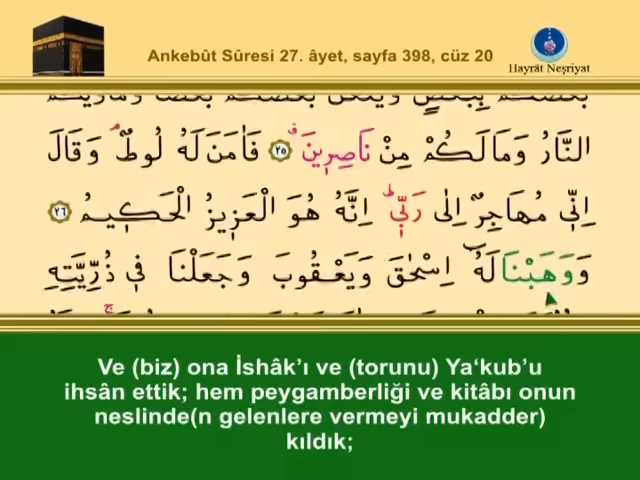 Ankebût Sûresi 27. âyet, sayfa 398, cüz 20
Hayrât Neşriyat
النَّارُ وَمَالَكُمْ مِنْ نَاصِرِينَ ﴿٢٥﴾ فَاٰمَنَ لَهُ لُوطٌ وَقَالَ
اِنّٖي مُهَاجِرٌ اِلٰى رَبّٖي اِنَّهُ هُوَ الْعَزٖيزُ الْحَكٖيمُ ﴿٢٦﴾
وَوَهَبْنَا لَهُ اِسْحٰقَ وَيَعْقُوبَ وَجَعَلْنَا فٖي ذُرِّيَّتِهِ
Ve (biz) ona İshâk’ı ve (torunu) Ya‘kub’u
ihsân ettik; hem peygamberliği ve kitâbı onun
neslinde(n gelenlere vermeyi mukadder)
kıldık;